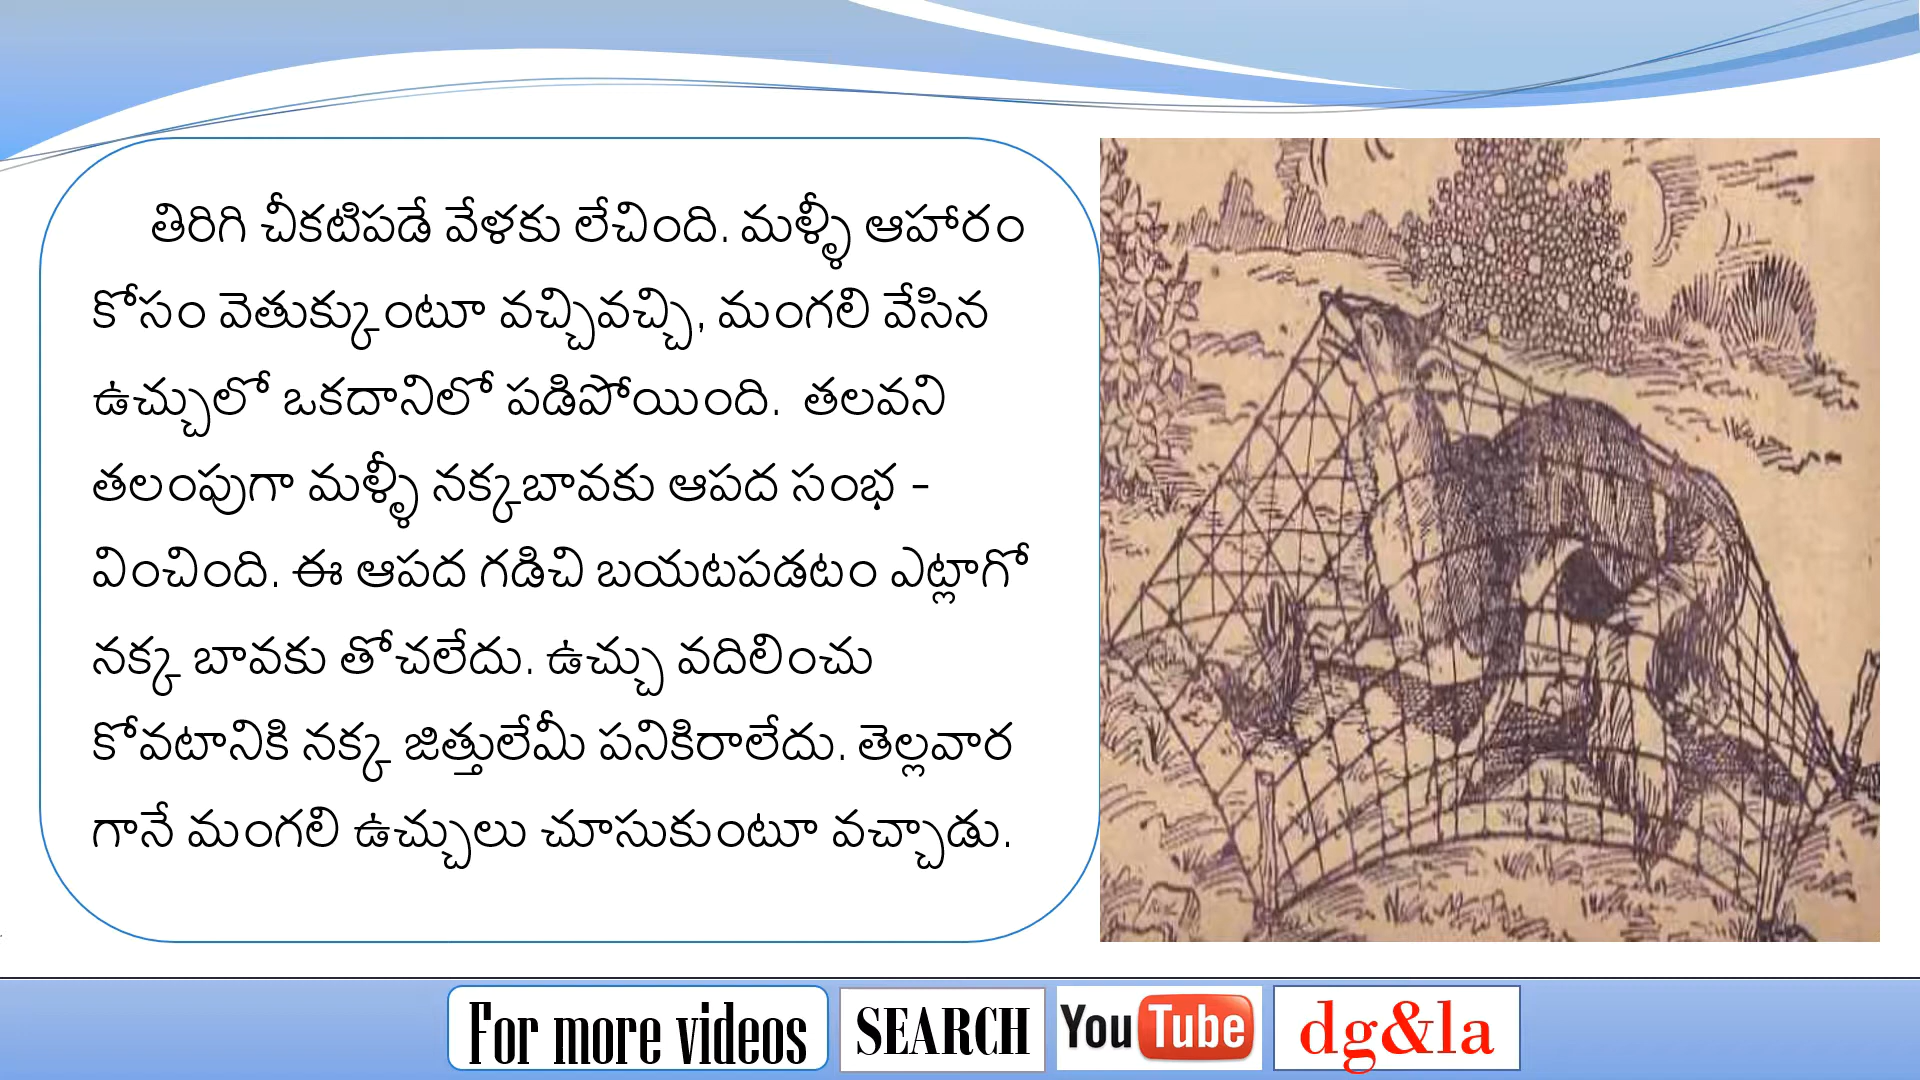 తిరిగి చీకటిపడే వేళకు లేచింది. మళ్ళీ ఆహారం
కోసం వెతుక్కుంటూ వచ్చివచ్చి, మంగలి వేసిన
ఉచ్చులో ఒకదానిలో పడిపోయింది. తలవని
తలంపుగా మళ్ళీ నక్కబావకు ఆపద సంభ -
వించింది. ఈ ఆపద గడిచి బయటపడటం ఎట్లాగో
నక్క బావకు తోచలేదు. ఉచ్చు వదిలించు
కోవటానికి నక్క జిత్తులేమీ పనికిరాలేదు. తెల్లవార
గానే మంగలి ఉచ్చులు చూసుకుంటూ వచ్చాడు.
For more videos SEARCH YouTube dg&la